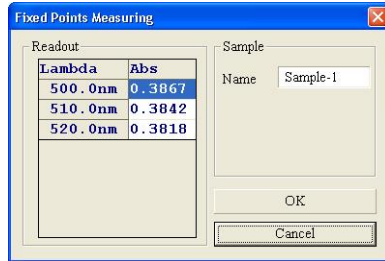 Fixed Points Measuring
Readout
Lambda Abs
500.0nm 0.3867
510.0nm 0.3842
520.0nm 0.3818
Sample
Name Sample-1
OK
Cancel